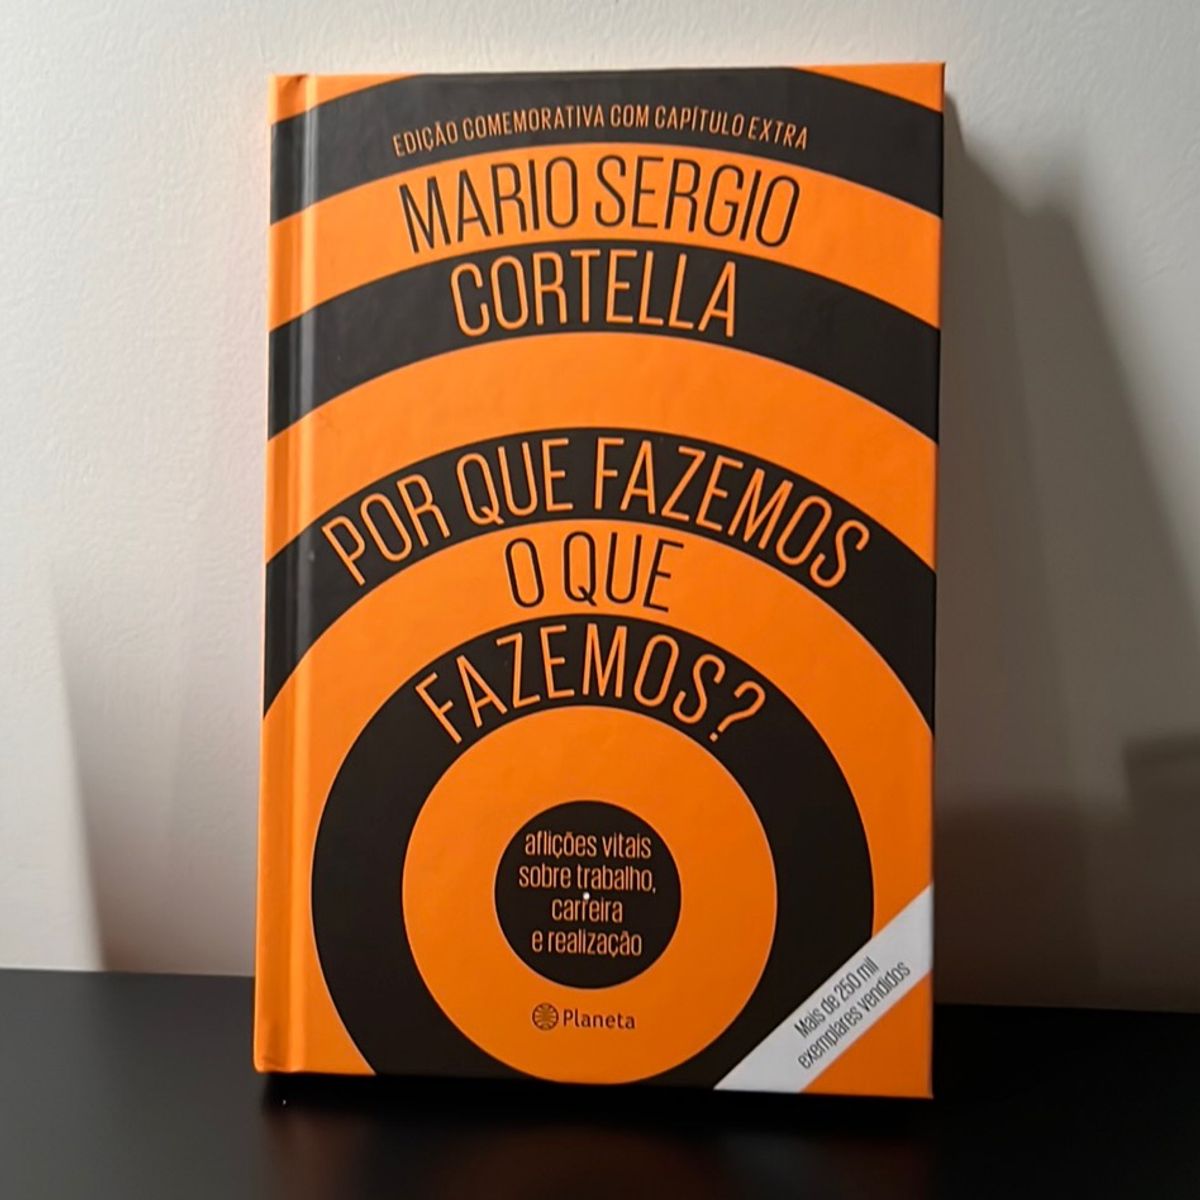 EDIÇÃO COMEMORATIVA COM CAPÍTULO EXTRA
MARIO SERGIO
CORTELLA
POR QUE FAZEMOS
O QUE
FAZEMOS?
aflições vitais
sobre trabalho,
carreira
e realização
Planeta
Mais de 250 mil
exemplares vendidos